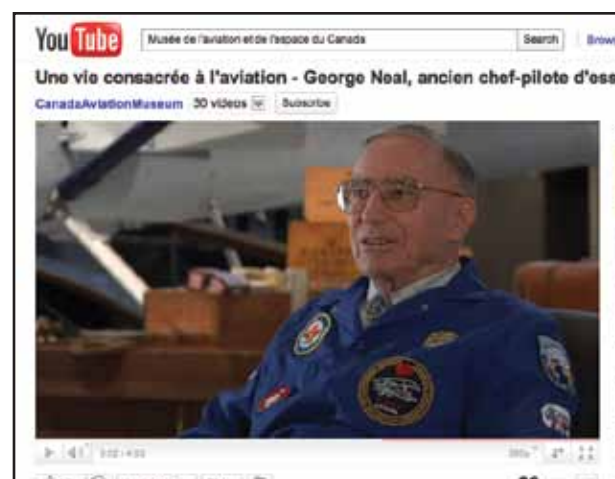 YouTube Musée de l'aviation et de l'espace du Canada Search Brows
Une vie consacrée à l'aviation - George Neal, ancien chef-pilote d'ess
CanadaAviationMuseum 30 videos Subscribe